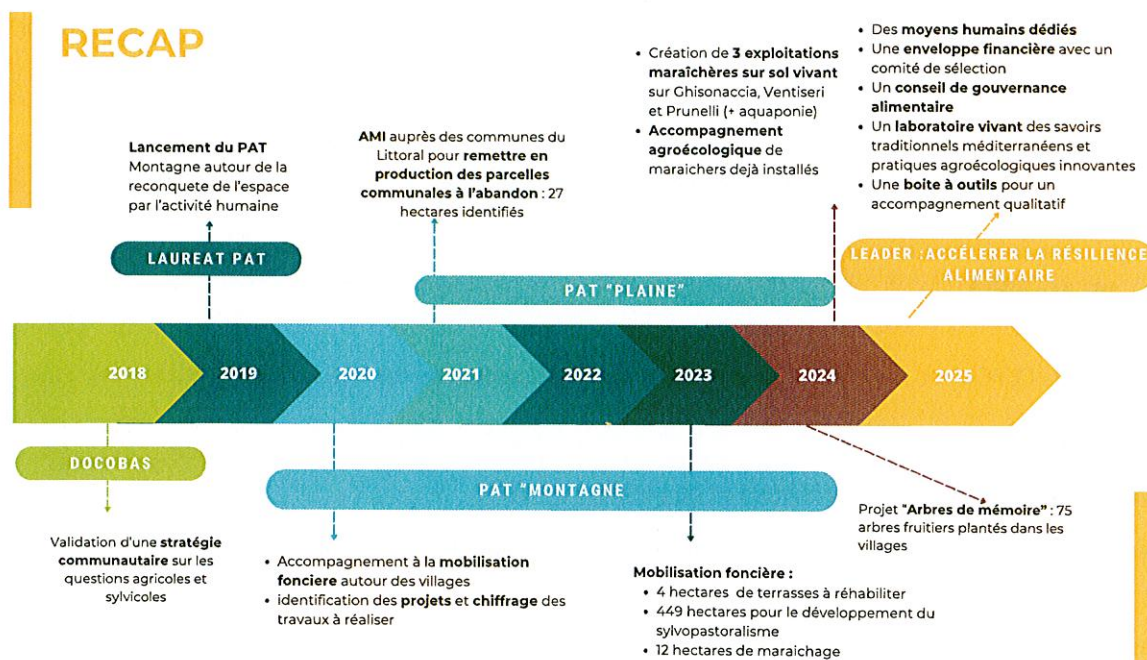 RECAP
Lancement du PAT
Montagne autour de la
reconquete de l'espace
par l'activité humaine
AMI auprès des communes du
Littoral pour remettre en
production des parcelles
communales à l'abandon : 27
hectares identifiés
• Création de 3 exploitations
maraîchères sur sol vivant
sur Ghisonaccia, Ventiseri
et Prunelli (+ aquaponie)
• Accompagnement
agroécologique de
maraichers dejà installés
• Des moyens humains dédiés
• Une enveloppe financière avec un
comité de sélection
• Un conseil de gouvernance
alimentaire
• Un laboratoire vivant des savoirs
traditionnels méditerranéens et
pratiques agroécologiques innovantes
• Une boite à outils pour un
accompagnement qualitatif
LAUREAT PAT
PAT "PLAINE"
LEADER :ACCÉLERER LA RÉSILIENCE
ALIMENTAIRE
2018
2019
2020
2021
2022
2023
2024
2025
DOCOBAS
PAT "MONTAGNE
Validation d'une stratégie
communautaire sur les
questions agricoles et
sylvicoles
• Accompagnement à la mobilisation
fonciere autour des villages
• identification des projets et chiffrage des
travaux à réaliser
Mobilisation foncière :
• 4 hectares de terrasses à réhabiliter
• 449 hectares pour le développement du
sylvopastoralisme
• 12 hectares de maraichage
Projet "Arbres de mémoire" : 75
arbres fruitiers plantés dans les
villages